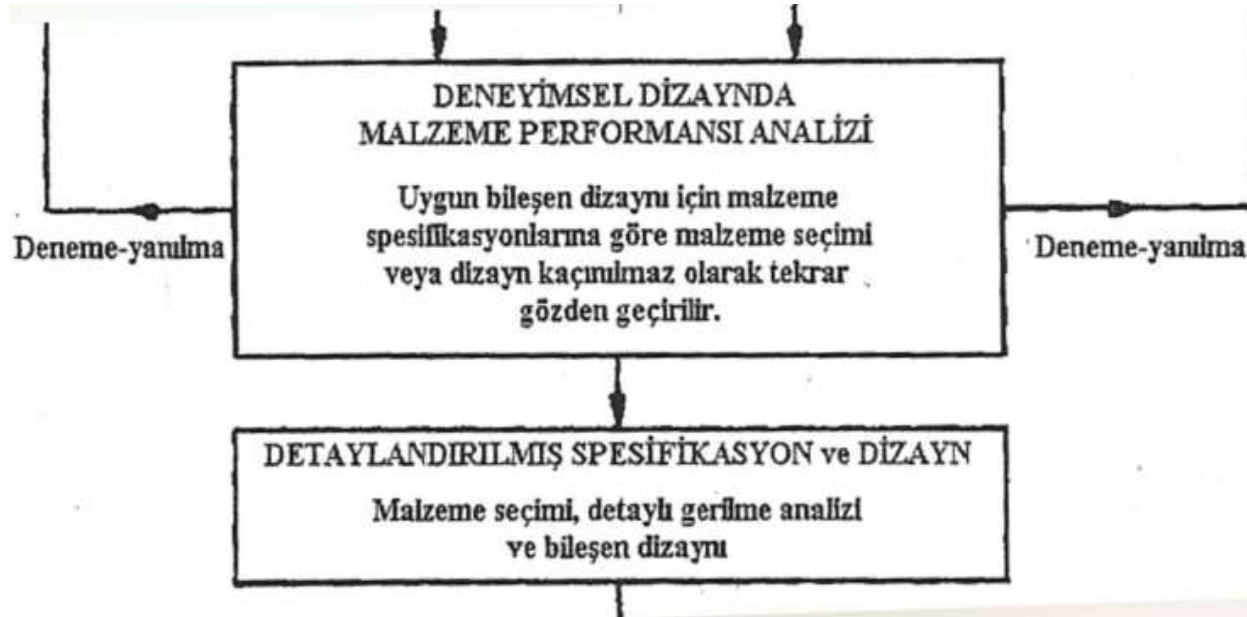 DENEYİMSEL DİZAYNDA
MALZEME PERFORMANSI ANALİZİ
Uygun bileşen dizaynı için malzeme
spesifikasyonlarına göre malzeme seçimi
veya dizayn kaçınılmaz olarak tekrar
gözden geçirilir.
Deneme-yanılma
Deneme-yanılma
DETAYLANDIRILMIŞ SPESİFİKASYON ve DİZAYN
Malzeme seçimi, detaylı gerilme analizi
ve bileşen dizaynı